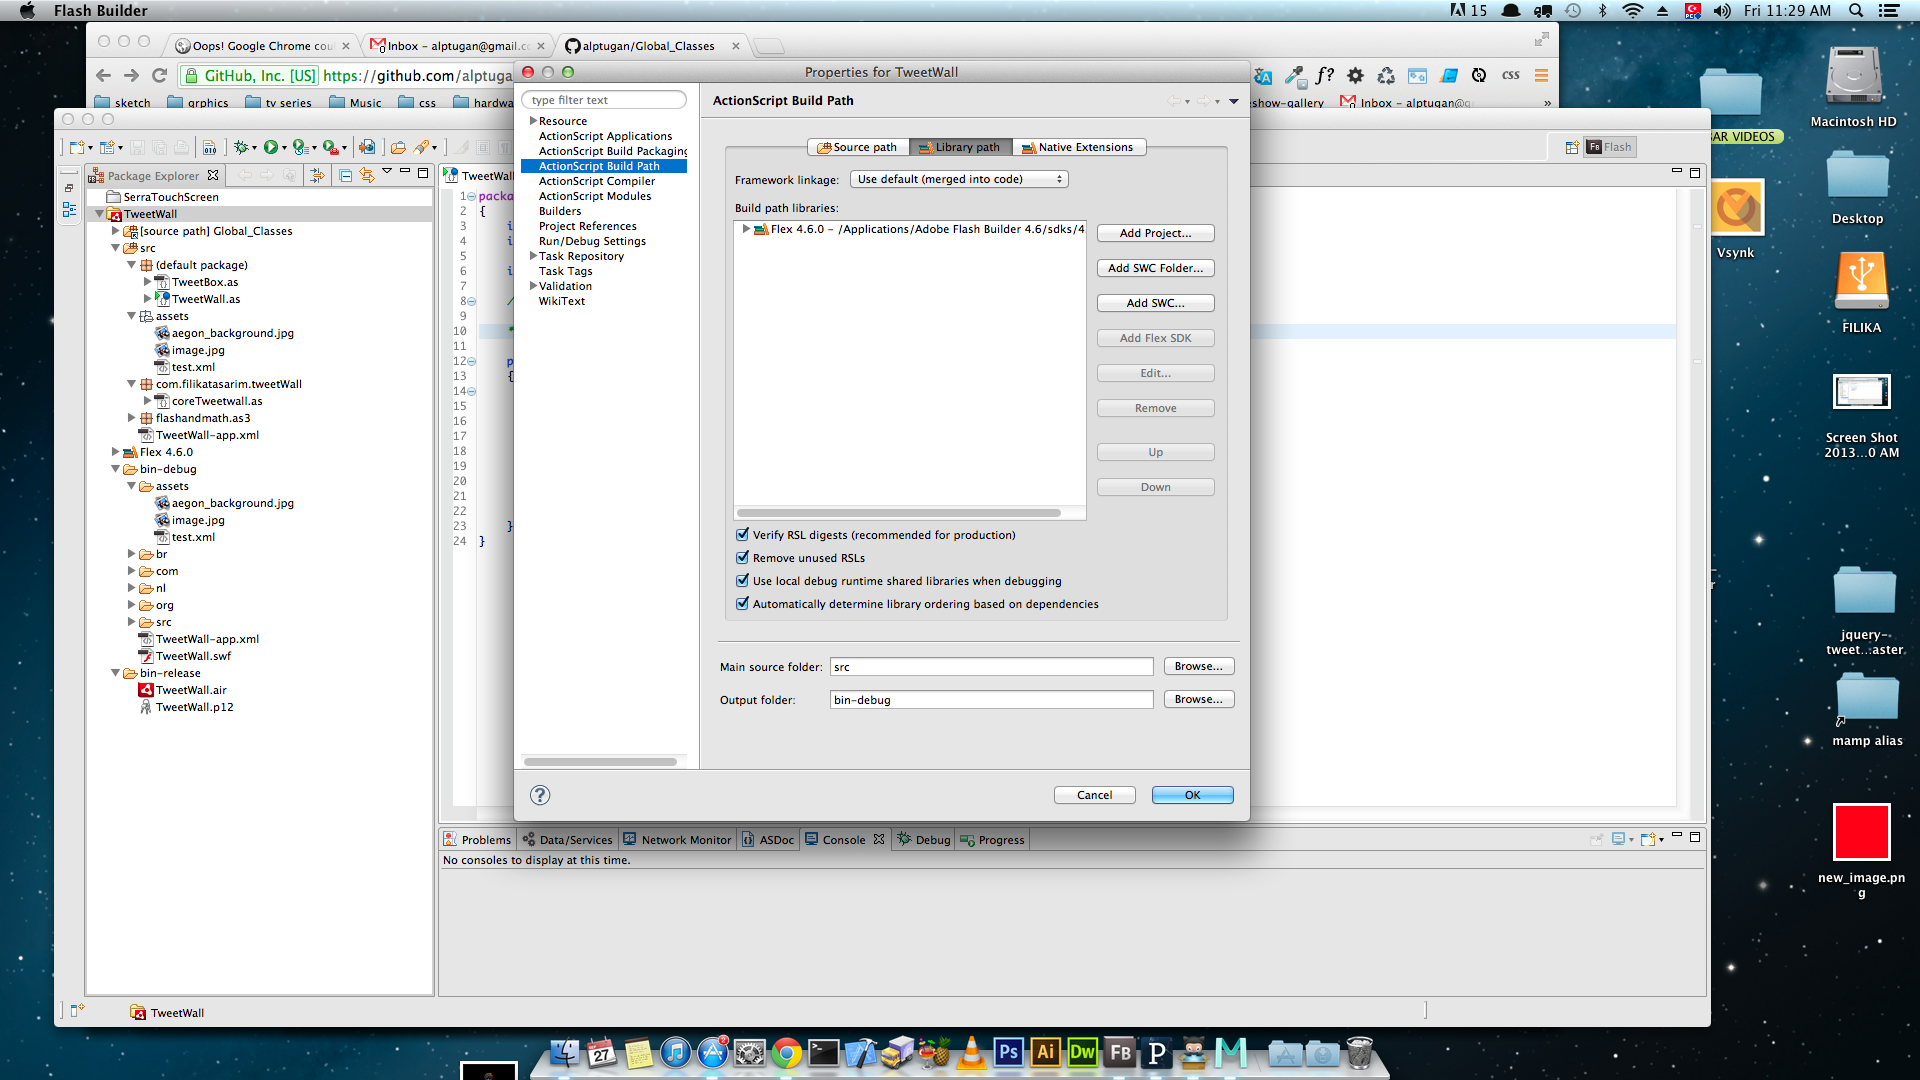 Flash Builder
15
Fri 11:29 AM
Oops! Google Chrome cou
Inbox - alptugan@gmail.co
alptugan/Global_Classes
GitHub, Inc. [US]
https://github.com/alptuga
f?
css
sketch
grphics
tv series
Music
css
hardwa
show-gallery
Inbox - alptugan@g
»
Properties for TweetWall
type filter text
Resource
ActionScript Applications
ActionScript Build Packaging
ActionScript Build Path
ActionScript Compiler
ActionScript Modules
Builders
Project References
Run/Debug Settings
Task Repository
Task Tags
Validation
WikiText
ActionScript Build Path
Source path
Library path
Native Extensions
Framework linkage:
Use default (merged into code)
Build path libraries:
Flex 4.6.0 - /Applications/Adobe Flash Builder 4.6/sdks/4.
Add Project...
Add SWC Folder...
Add SWC...
Add Flex SDK
Edit...
Remove
Up
Down
Verify RSL digests (recommended for production)
Remove unused RSLs
Use local debug runtime shared libraries when debugging
Automatically determine library ordering based on dependencies
Main source folder:
src
Browse...
Output folder:
bin-debug
Browse...
?
Cancel
OK
Package Explorer
SerraTouchScreen
TweetWall
[source path] Global_Classes
src
(default package)
TweetBox.as
TweetWall.as
assets
aegon_background.jpg
image.jpg
test.xml
com.filikatasarim.tweetWall
coreTweetwall.as
flashandmath.as3
TweetWall-app.xml
Flex 4.6.0
bin-debug
assets
aegon_background.jpg
image.jpg
test.xml
br
com
nl
org
src
TweetWall-app.xml
TweetWall.swf
bin-release
TweetWall.air
TweetWall.p12
TweetWall
TweetWall
Fb Flash
1 packa
2 {
3 i
4 i
5
6 i
7
8 /
9
10 *
11
12 p
13 {
14
15
16
17
18
19
20
21
22
23 }
24 }
Problems
Data/Services
Network Monitor
ASDoc
Console
Debug
Progress
No consoles to display at this time.
Macintosh HD
BAR VIDEOS
Desktop
Vsynk
FILIKA
Screen Shot
2013...0 AM
jquery-
tweet...aster
mamp alias
new_image.pn
g
27
2
Ps
Ai
Dw
FB
P
M